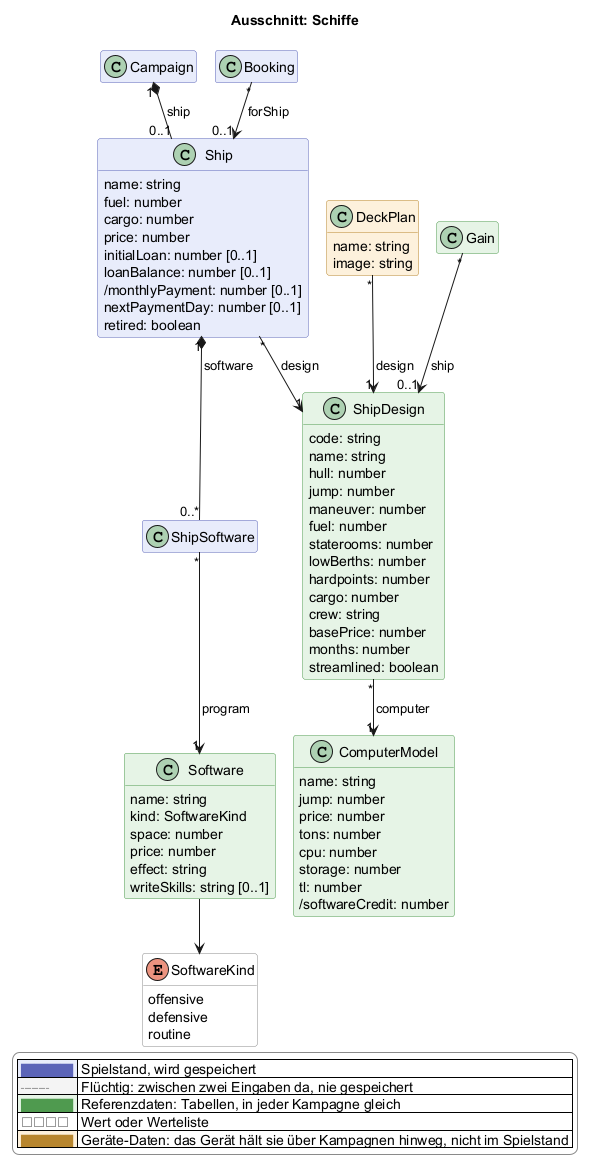 Ausschnitt: Schiffe
C Campaign
C Booking
1
*
ship
forShip
0..1
0..1
C Ship
name: string
fuel: number
cargo: number
price: number
initialLoan: number [0..1]
loanBalance: number [0..1]
/monthlyPayment: number [0..1]
nextPaymentDay: number [0..1]
retired: boolean
C DeckPlan
name: string
image: string
C Gain
*
*
1
*
software
design
design
ship
1
1
0..1
C ShipDesign
code: string
name: string
hull: number
jump: number
maneuver: number
fuel: number
staterooms: number
lowBerths: number
hardpoints: number
cargo: number
crew: string
basePrice: number
months: number
streamlined: boolean
0..*
C ShipSoftware
*
program
1
*
computer
1
C Software
name: string
kind: SoftwareKind
space: number
price: number
effect: string
writeSkills: string [0..1]
C ComputerModel
name: string
jump: number
price: number
tons: number
cpu: number
storage: number
tl: number
/softwareCredit: number
E SoftwareKind
offensive
defensive
routine
Spielstand, wird gespeichert
Flüchtig: zwischen zwei Eingaben da, nie gespeichert
Referenzdaten: Tabellen, in jeder Kampagne gleich
Wert oder Werteliste
Geräte-Daten: das Gerät hält sie über Kampagnen hinweg, nicht im Spielstand